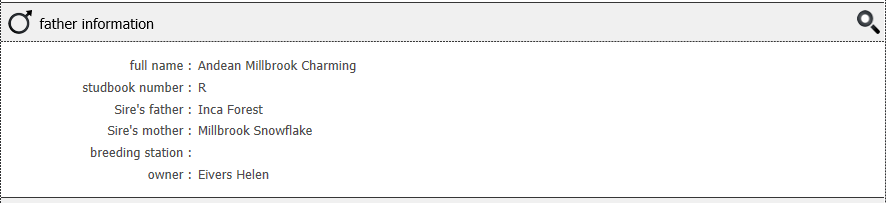 father information
full name : Andean Millbrook Charming
studbook number : R
Sire's father : Inca Forest
Sire's mother : Millbrook Snowflake
breeding station :
owner : Eivers Helen